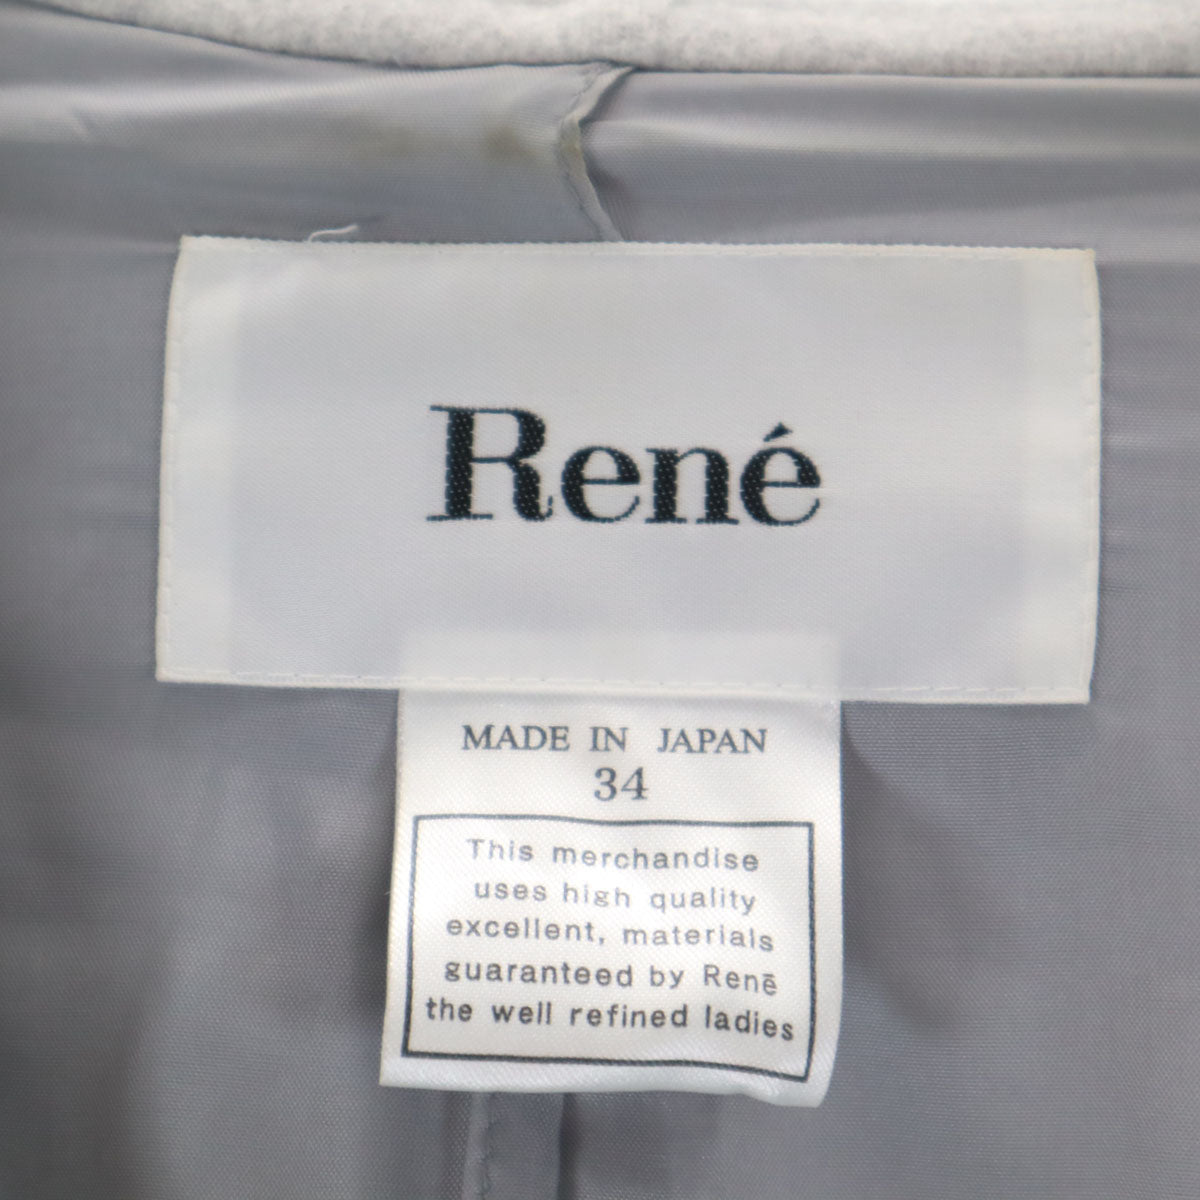 René
MADE IN JAPAN
34
This merchandise
uses high quality
excellent, materials
guaranteed by Renē
the well refined ladies